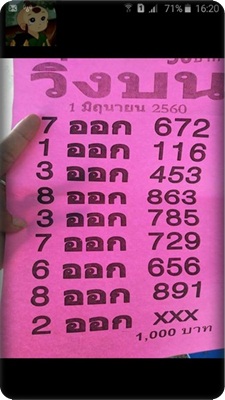 71% 16:20
วิ่งบน
1 มิถุนายน 2560
7 ออก 672
1 ออก 116
3 ออก 453
8 ออก 863
3 ออก 785
7 ออก 729
6 ออก 656
8 ออก 891
2 ออก xxx
1,000 บาท